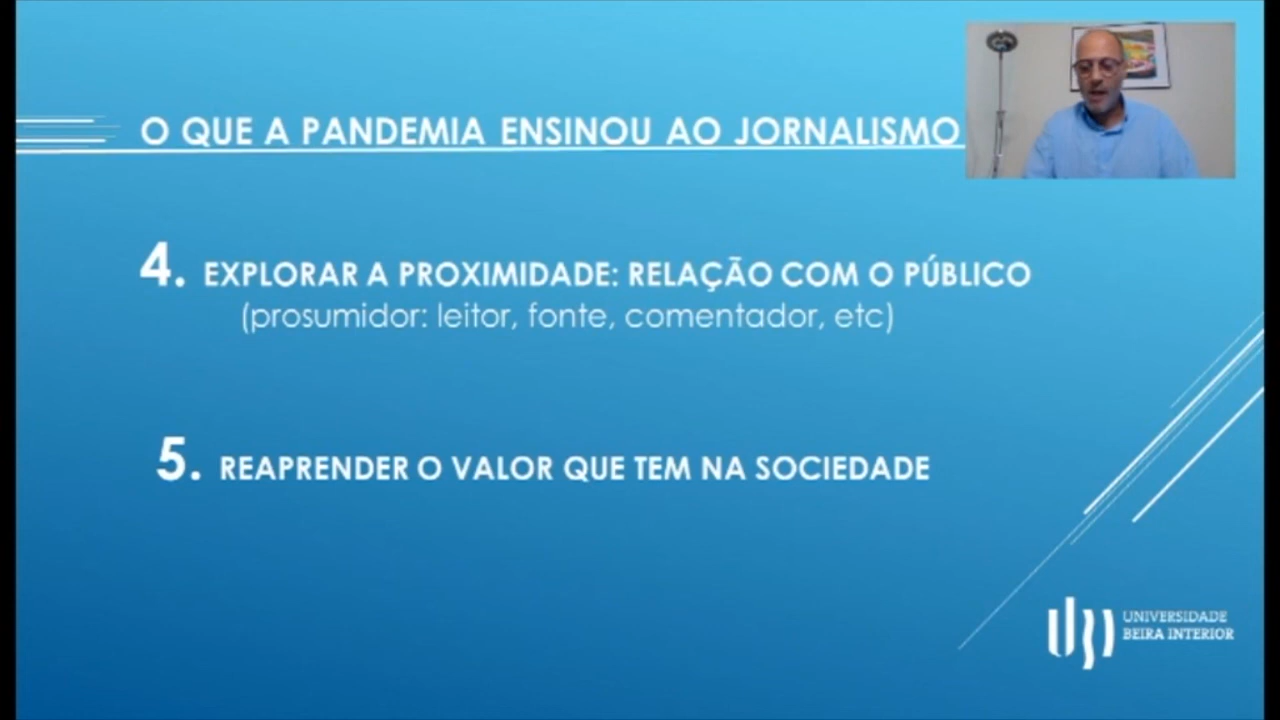 O QUE A PANDEMIA ENSINOU AO JORNALISMO
4. EXPLORAR A PROXIMIDADE: RELAÇÃO COM O PÚBLICO
(prosumidor: leitor, fonte, comentador, etc)
5. REAPRENDER O VALOR QUE TEM NA SOCIEDADE
UNIVERSIDADE
BEIRA INTERIOR